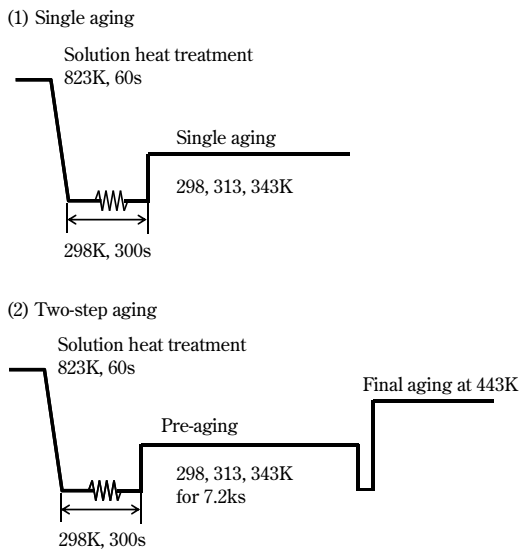 (1) Single aging
Solution heat treatment
823K, 60s
Single aging
298, 313, 343K
298K, 300s
(2) Two-step aging
Solution heat treatment
823K, 60s
Final aging at 443K
Pre-aging
298, 313, 343K
for 7.2ks
298K, 300s